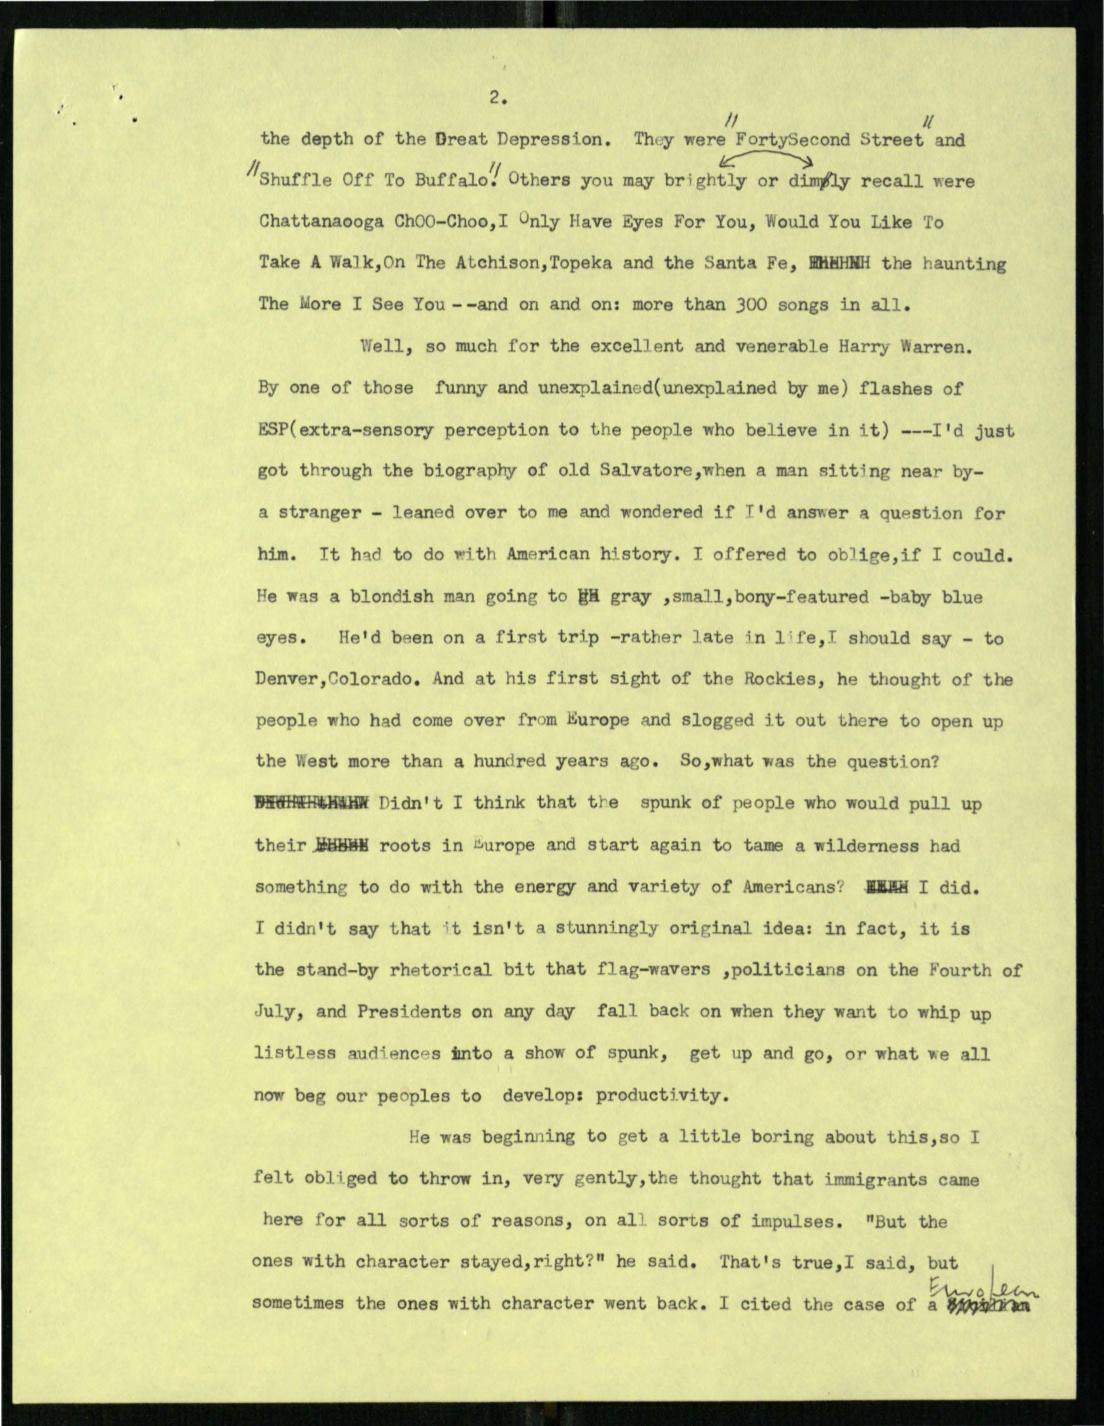 2.
the depth of the Great Depression.  They were "FortySecond Street" and
"Shuffle Off To Buffalo". Others you may brightly or dimly recall were
Chattanaooga ChOO-Choo,I Only Have Eyes For You, Would You Like To
Take A Walk,On The Atchison,Topeka and the Santa Fe, the haunting
The More I See You --and on and on: more than 300 songs in all.
Well, so much for the excellent and venerable Harry Warren.
By one of those funny and unexplained(unexplained by me) flashes of
ESP(extra-sensory perception to the people who believe in it) ---I'd just
got through the biography of old Salvatore,when a man sitting near by-
a stranger - leaned over to me and wondered if I'd answer a question for
him.  It had to do with American history. I offered to oblige,if I could.
He was a blondish man going to gray ,small,bony-featured -baby blue
eyes.  He'd been on a first trip -rather late in life,I should say - to
Denver,Colorado. And at his first sight of the Rockies, he thought of the
people who had come over from Europe and slogged it out there to open up
the West more than a hundred years ago.  So,what was the question?
Didn't I think that the spunk of people who would pull up
their roots in Europe and start again to tame a wilderness had
something to do with the energy and variety of Americans? I did.
I didn't say that it isn't a stunningly original idea: in fact, it is
the stand-by rhetorical bit that flag-wavers ,politicians on the Fourth of
July, and Presidents on any day fall back on when they want to whip up
listless audiences into a show of spunk, get up and go, or what we all
now beg our peoples to develop: productivity.
He was beginning to get a little boring about this,so I
felt obliged to throw in, very gently,the thought that immigrants came
here for all sorts of reasons, on all sorts of impulses.  "But the
ones with character stayed,right?" he said.  That's true,I said, but
sometimes the ones with character went back. I cited the case of a European